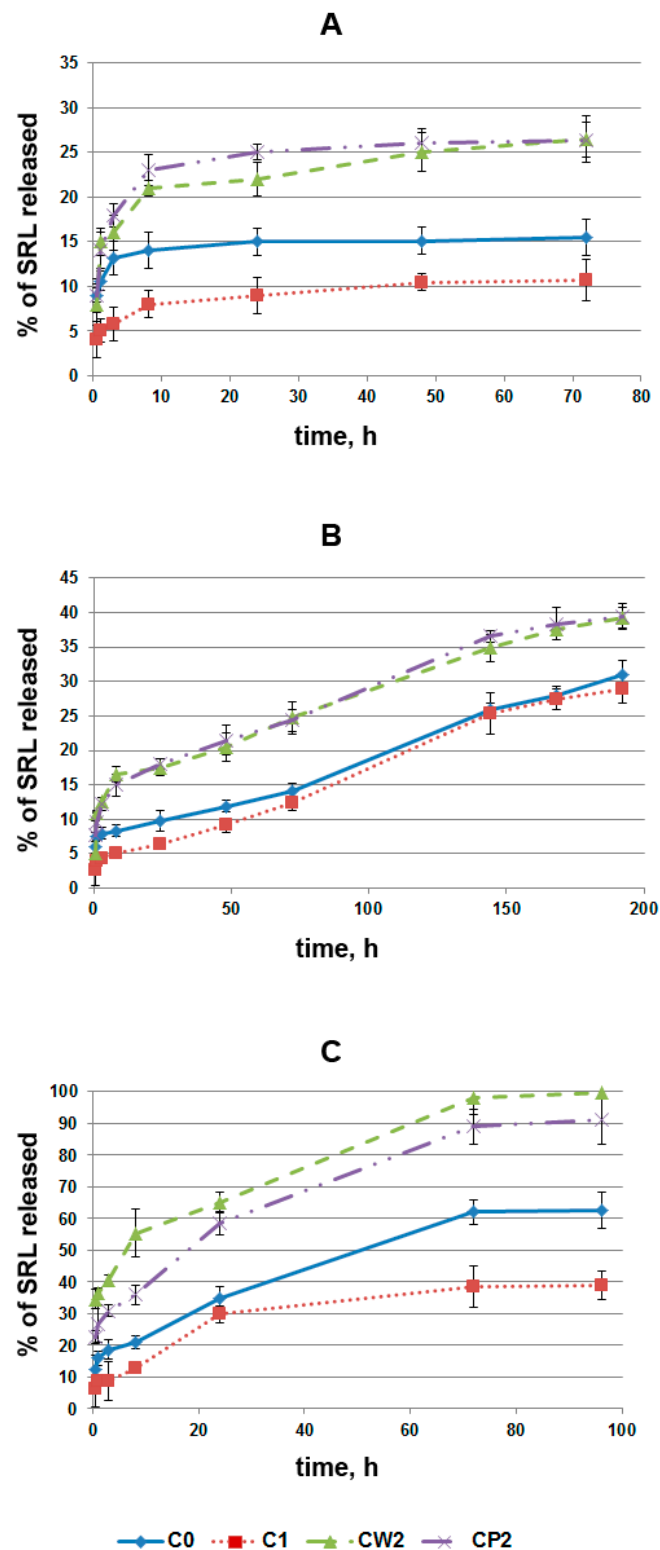 A
35
30
25
20
15
10
5
0
% of SRL released
0 10 20 30 40 50 60 70 80
time, h
B
45
40
35
30
25
20
15
10
5
0
% of SRL released
0 50 100 150 200
time, h
C
100
90
80
70
60
50
40
30
20
10
0
% of SRL released
0 20 40 60 80 100
time, h
C0 C1 CW2 CP2